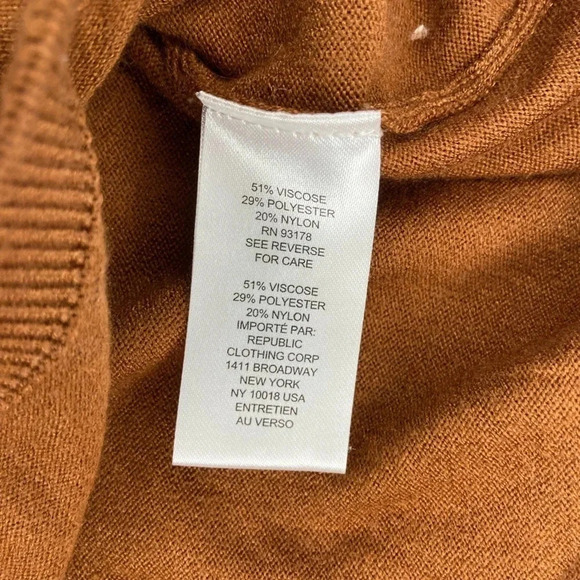 51% VISCOSE
29% POLYESTER
20% NYLON
RN 93178
SEE REVERSE
FOR CARE
51% VISCOSE
29% POLYESTER
20% NYLON
IMPORTÉ PAR:
REPUBLIC
CLOTHING CORP
1411 BROADWAY
NEW YORK
NY 10018 USA
ENTRETIEN
AU VERSO